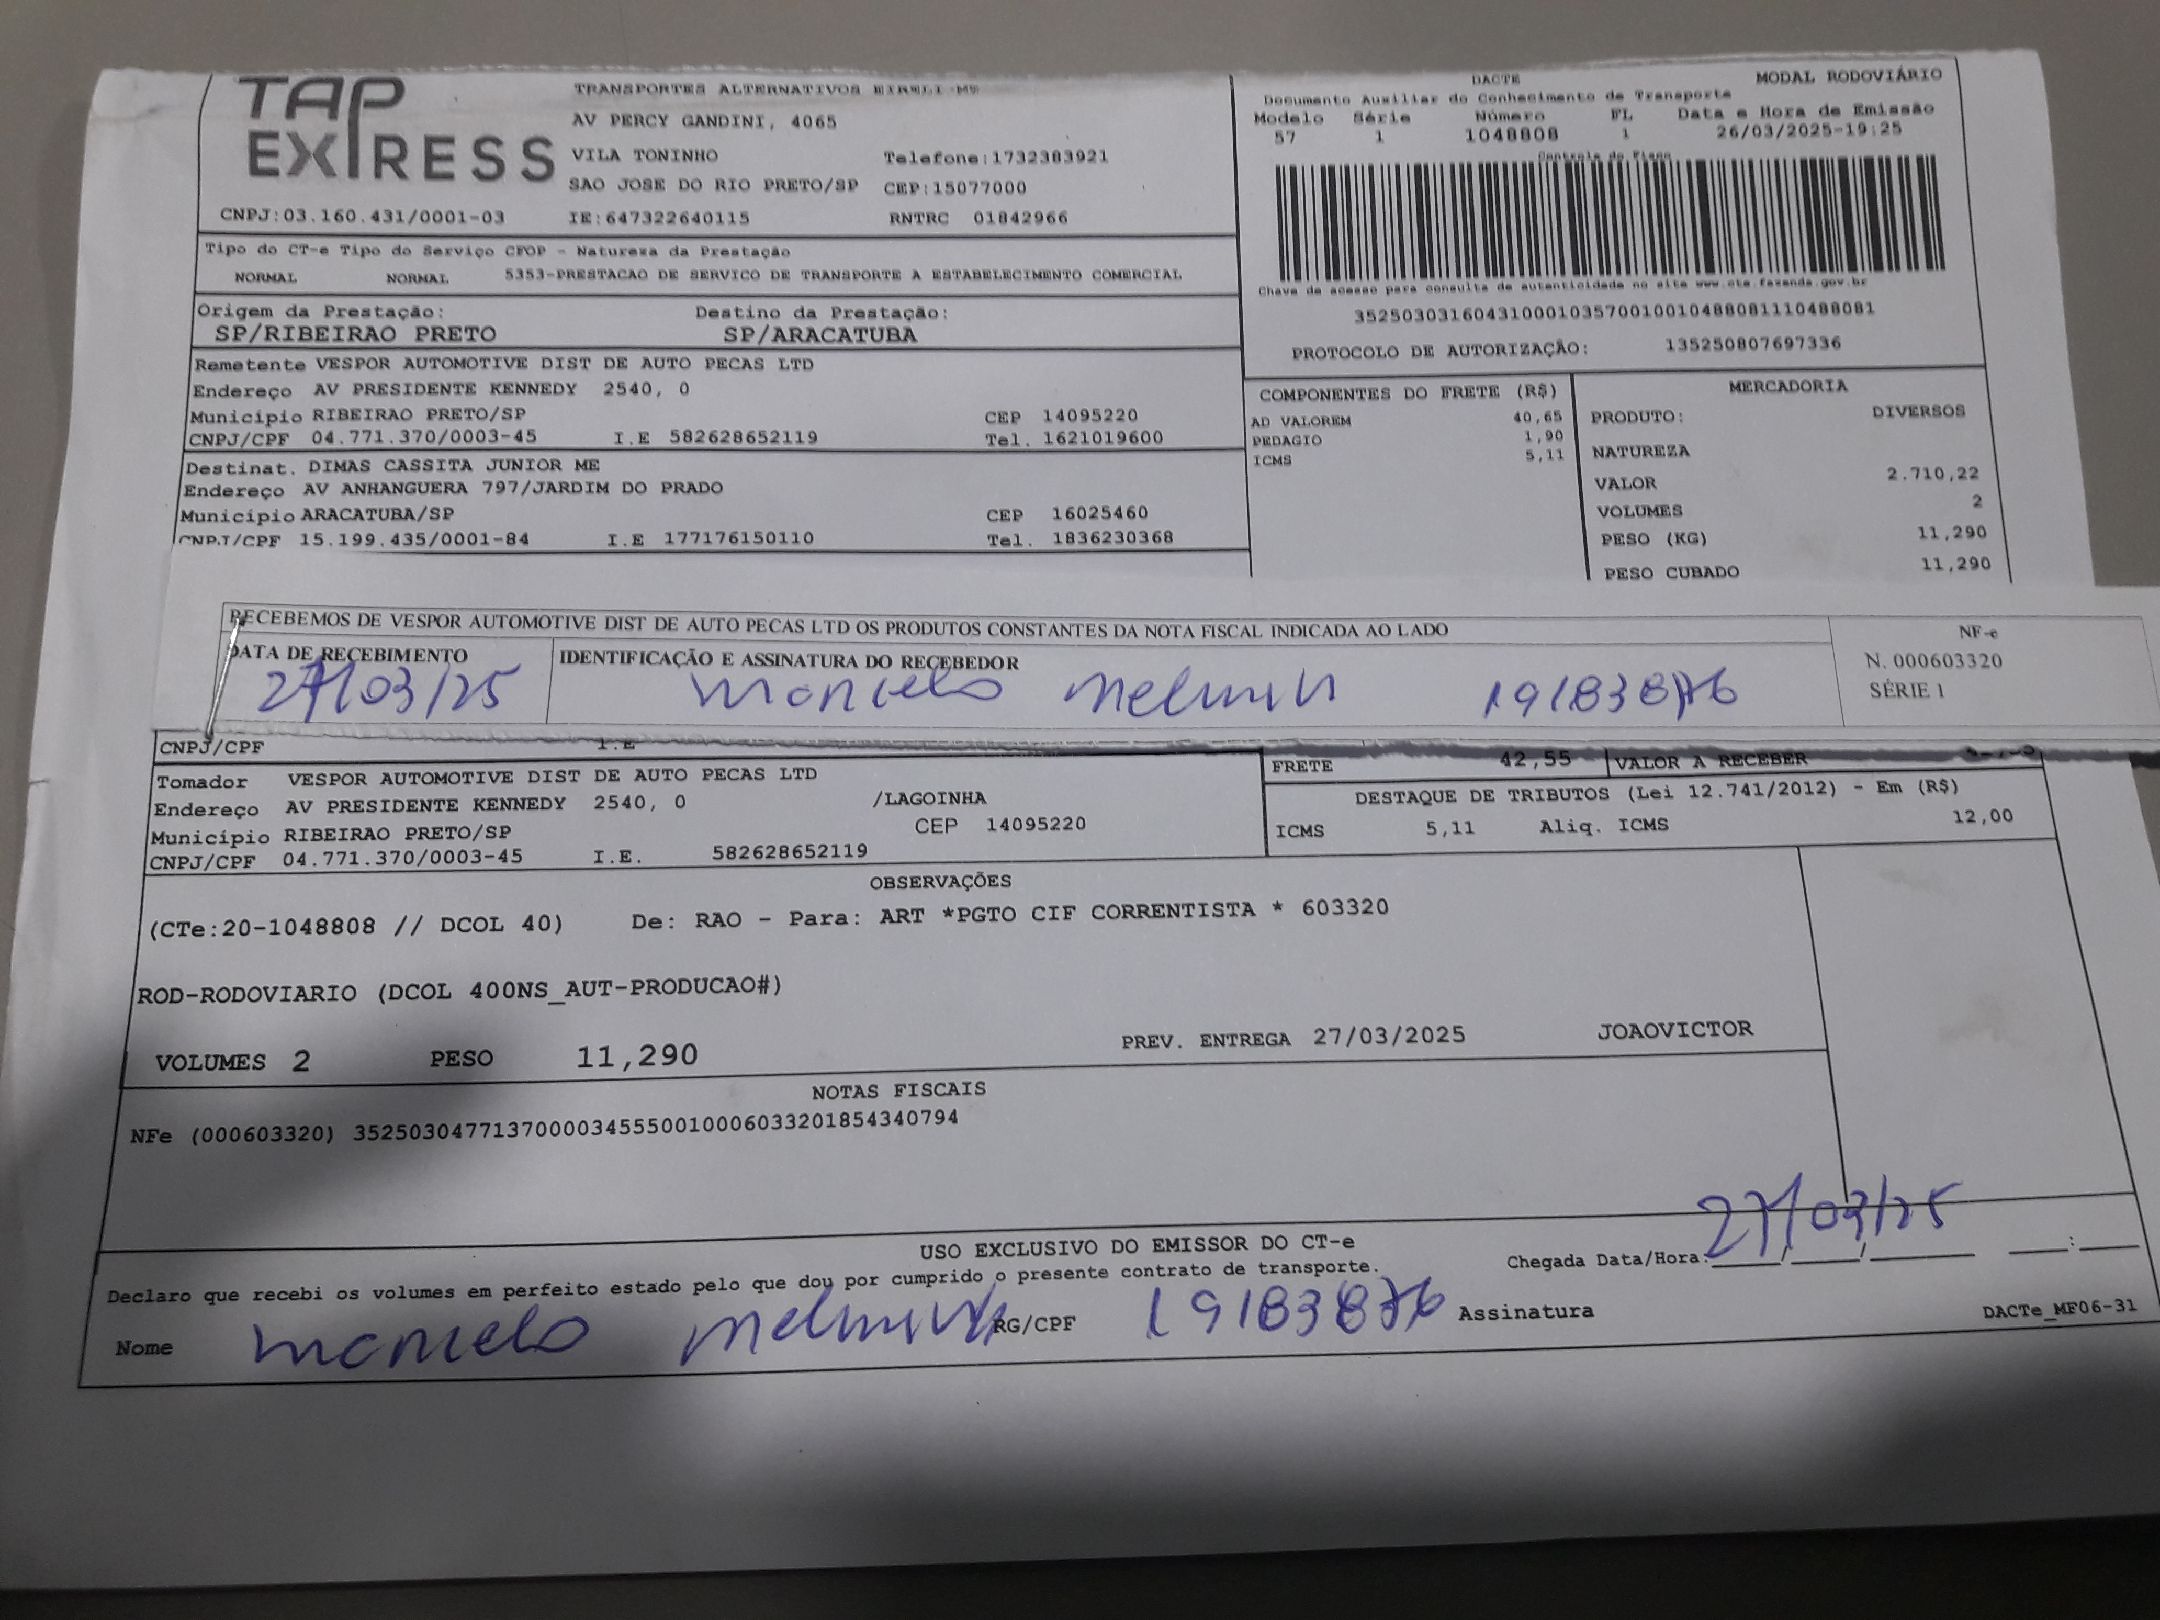 TAP EXPRESS
TRANSPORTES ALTERNATIVOS EIRELI-ME
AV PERCY GANDINI, 4065
VILA TONINHO Telefone:1732383921
SAO JOSE DO RIO PRETO/SP CEP:15077000
CNPJ:03.160.431/0001-03 IE:647322640115 RNTRC 01842966
DACTE MODAL RODOVIÁRIO
Documento Auxiliar do Conhecimento de Transporte
Modelo Série Número FL Data e Hora de Emissão
57 1 1048808 1 26/03/2025-19:25
Controle do Fisco
Chave de acesso para consulta de autenticidade no site www.cte.fazenda.gov.br
35250303160431000103570010010488081110488081
PROTOCOLO DE AUTORIZAÇÃO: 135250807697336
Tipo do CT-e Tipo do Serviço CFOP - Natureza da Prestação
NORMAL NORMAL 5353-PRESTACAO DE SERVICO DE TRANSPORTE A ESTABELECIMENTO COMERCIAL
Origem da Prestação: Destino da Prestação:
SP/RIBEIRAO PRETO SP/ARACATUBA
Remetente VESPOR AUTOMOTIVE DIST DE AUTO PECAS LTD
Endereço AV PRESIDENTE KENNEDY 2540, 0
Município RIBEIRAO PRETO/SP CEP 14095220
CNPJ/CPF 04.771.370/0003-45 I.E 582628652119 Tel. 1621019600
Destinat. DIMAS CASSITA JUNIOR ME
Endereço AV ANHANGUERA 797/JARDIM DO PRADO
Município ARACATUBA/SP CEP 16025460
CNPJ/CPF 15.199.435/0001-84 I.E 177176150110 Tel. 1836230368
COMPONENTES DO FRETE (R$)
AD VALOREM 40,65
PEDAGIO 1,90
ICMS 5,11
MERCADORIA
PRODUTO: DIVERSOS
NATUREZA
VALOR 2.710,22
VOLUMES 2
PESO (KG) 11,290
PESO CUBADO 11,290
RECEBEMOS DE VESPOR AUTOMOTIVE DIST DE AUTO PECAS LTD OS PRODUTOS CONSTANTES DA NOTA FISCAL INDICADA AO LADO
DATA DE RECEBIMENTO IDENTIFICAÇÃO E ASSINATURA DO RECEBEDOR
27/03/25 19183876
NF-e
N. 000603320
SÉRIE 1
CNPJ/CPF I.E
FRETE 42,55 VALOR A RECEBER
Tomador VESPOR AUTOMOTIVE DIST DE AUTO PECAS LTD
Endereço AV PRESIDENTE KENNEDY 2540, 0 /LAGOINHA
Município RIBEIRAO PRETO/SP CEP 14095220
CNPJ/CPF 04.771.370/0003-45 I.E. 582628652119
DESTAQUE DE TRIBUTOS (Lei 12.741/2012) - Em (R$)
ICMS 5,11 Aliq. ICMS 12,00
OBSERVAÇÕES
(CTe:20-1048808 // DCOL 40) De: RAO - Para: ART *PGTO CIF CORRENTISTA * 603320
ROD-RODOVIARIO (DCOL 400NS_AUT-PRODUCAO#)
VOLUMES 2 PESO 11,290 PREV. ENTREGA 27/03/2025 JOAOVICTOR
NOTAS FISCAIS
NFe (000603320) 35250304771370000345550010006033201854340794
USO EXCLUSIVO DO EMISSOR DO CT-e
Chegada Data/Hora: 27/03/25
Declaro que recebi os volumes em perfeito estado pelo que dou por cumprido o presente contrato de transporte.
Nome RG/CPF 19183876 Assinatura
DACTe_MF06-31